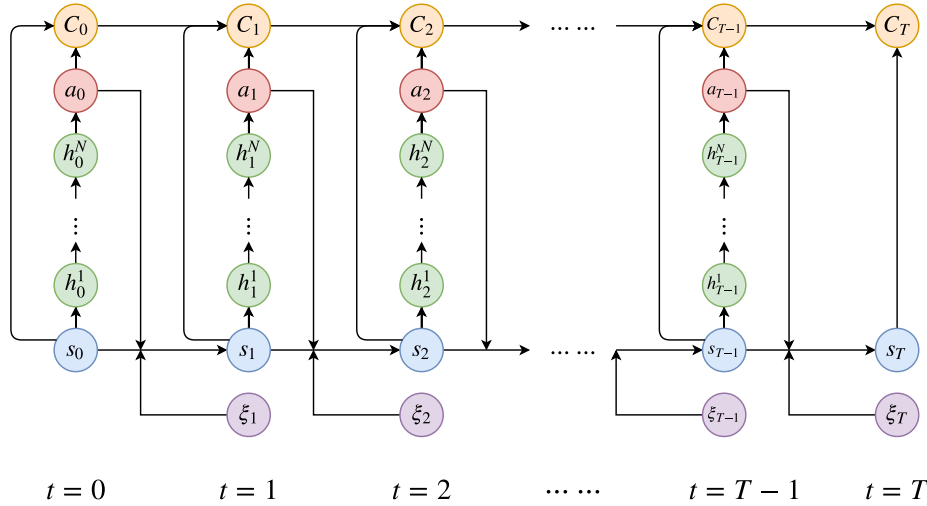 C_0 C_1 C_2 ... ... C_{T−1} C_T
a_0 a_1 a_2 a_{T−1}
h_0^N h_1^N h_2^N h_{T−1}^N
⋮ ⋮ ⋮ ⋮
h_0^1 h_1^1 h_2^1 h_{T−1}^1
s_0 s_1 s_2 ... ... s_{T−1} s_T
ξ_1 ξ_2 ξ_{T−1} ξ_T
t = 0 t = 1 t = 2 ... ... t = T − 1 t = T